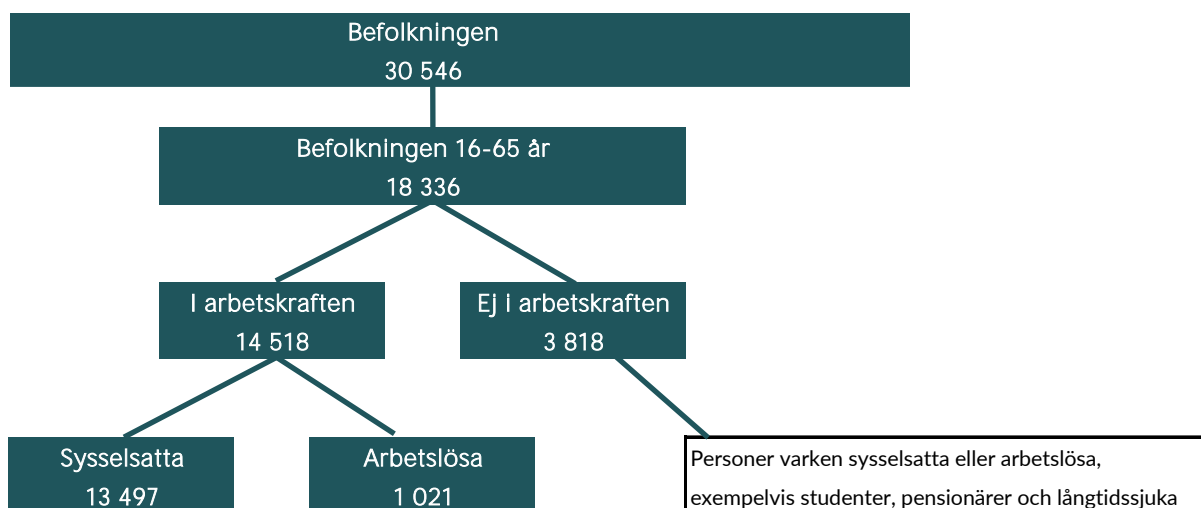 Befolkningen
30 546
Befolkningen 16-65 år
18 336
I arbetskraften
14 518
Ej i arbetskraften
3 818
Sysselsatta
13 497
Arbetslösa
1 021
Personer varken sysselsatta eller arbetslösa,
exempelvis studenter, pensionärer och långtidssjuka